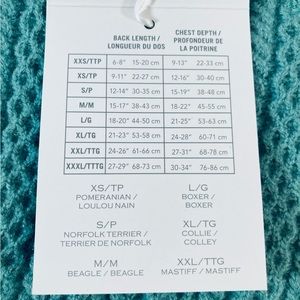 BACK LENGTH / CHEST DEPTH /
LONGUEUR DU DOS PROFONDEUR DE
LA POITRINE
XXS/TTP 6-8" 15-20 cm 9-13" 22-33 cm
XS/TP 9-11" 22-27 cm 12-16" 30-40 cm
S/P 12-14" 30-35 cm 14-18" 35-45 cm
M/M 15-17" 38-43 cm 18-22" 45-55 cm
L/G 18-20" 45-50 cm 21-25" 53-63 cm
XL/TG 21-23" 53-58 cm 24-28" 60-71 cm
XXL/TTG 24-26" 61-66 cm 27-31" 68-78 cm
XXXL/TTTG 27-29" 68-73 cm 30-34" 76-86 cm
XS/TP
POMERANIAN /
LOULOU NAIN
S/P
NORFOLK TERRIER /
TERRIER DE NORFOLK
M/M
BEAGLE / BEAGLE
L/G
BOXER /
BOXER
XL/TG
COLLIE /
COLLEY
XXL/TTG
MASTIFF / MASTIFF